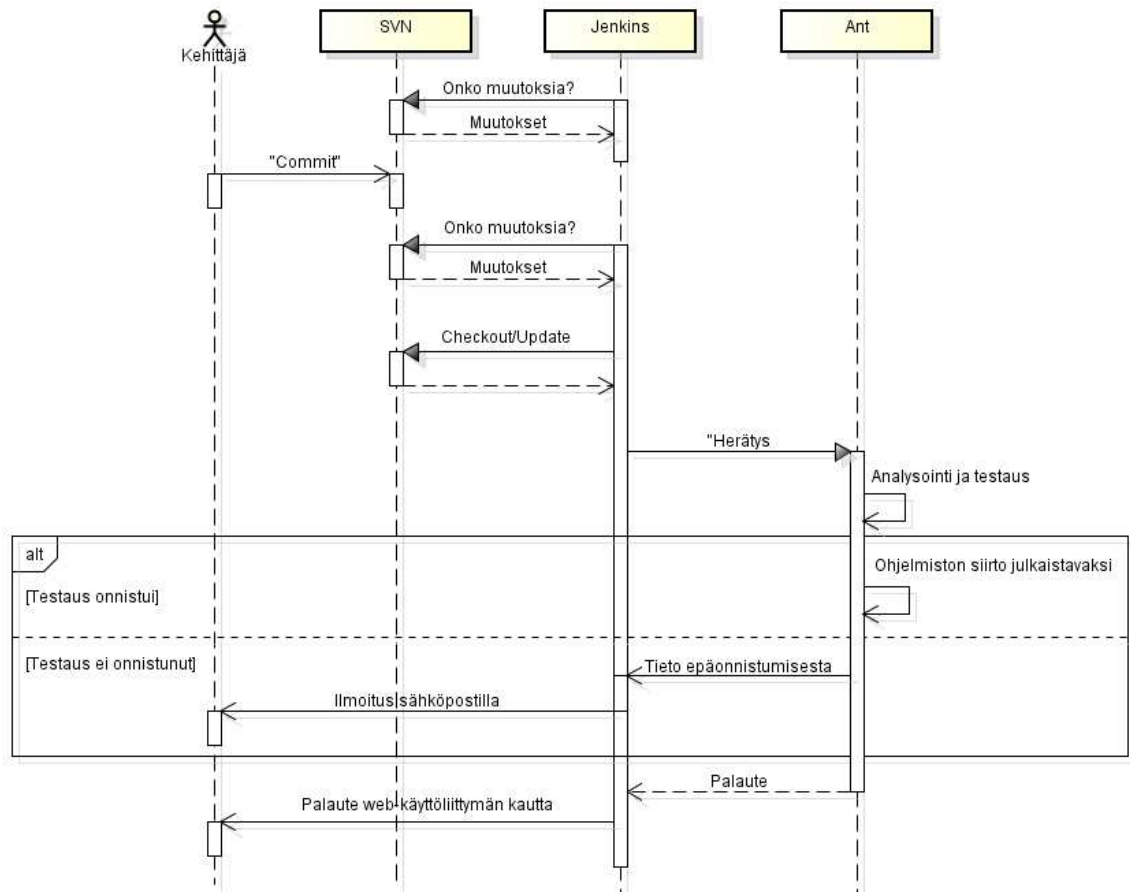 Kehittäjä
SVN
Jenkins
Ant
Onko muutoksia?
Muutokset
"Commit"
Onko muutoksia?
Muutokset
Checkout/Update
"Herätys
Analysointi ja testaus
alt
Ohjelmiston siirto julkaistavaksi
[Testaus onnistui]
[Testaus ei onnistunut]
Tieto epäonnistumisesta
Ilmoitus sähköpostilla
Palaute
Palaute web-käyttöliittymän kautta